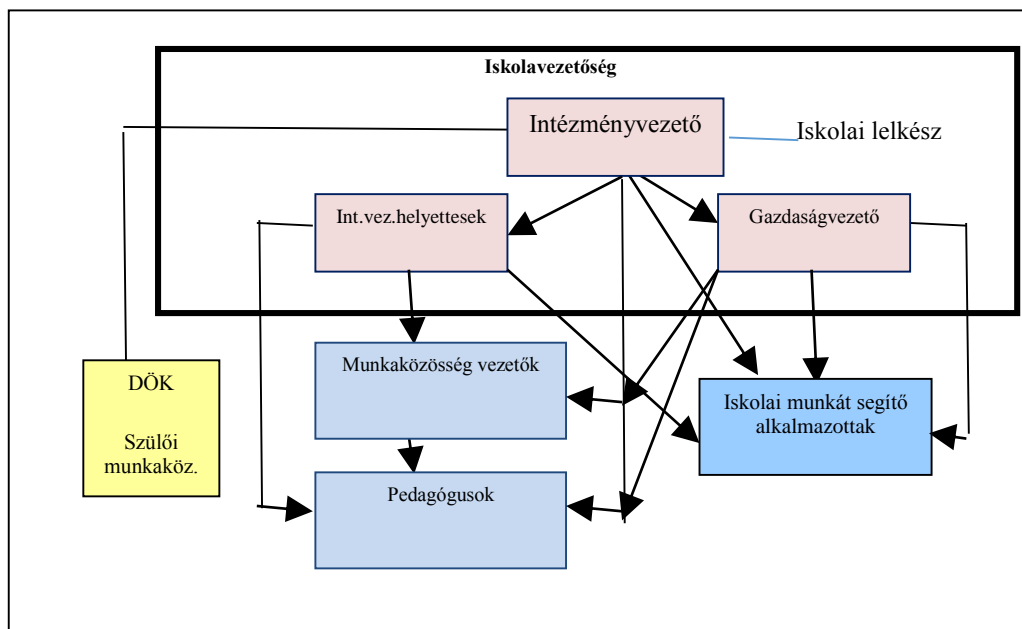 Iskolavezetőség
Intézményvezető
Iskolai lelkész
Int.vez.helyettesek
Gazdaságvezető
Munkaközösség vezetők
DÖK
Szülői
munkaköz.
Iskolai munkát segítő
alkalmazottak
Pedagógusok